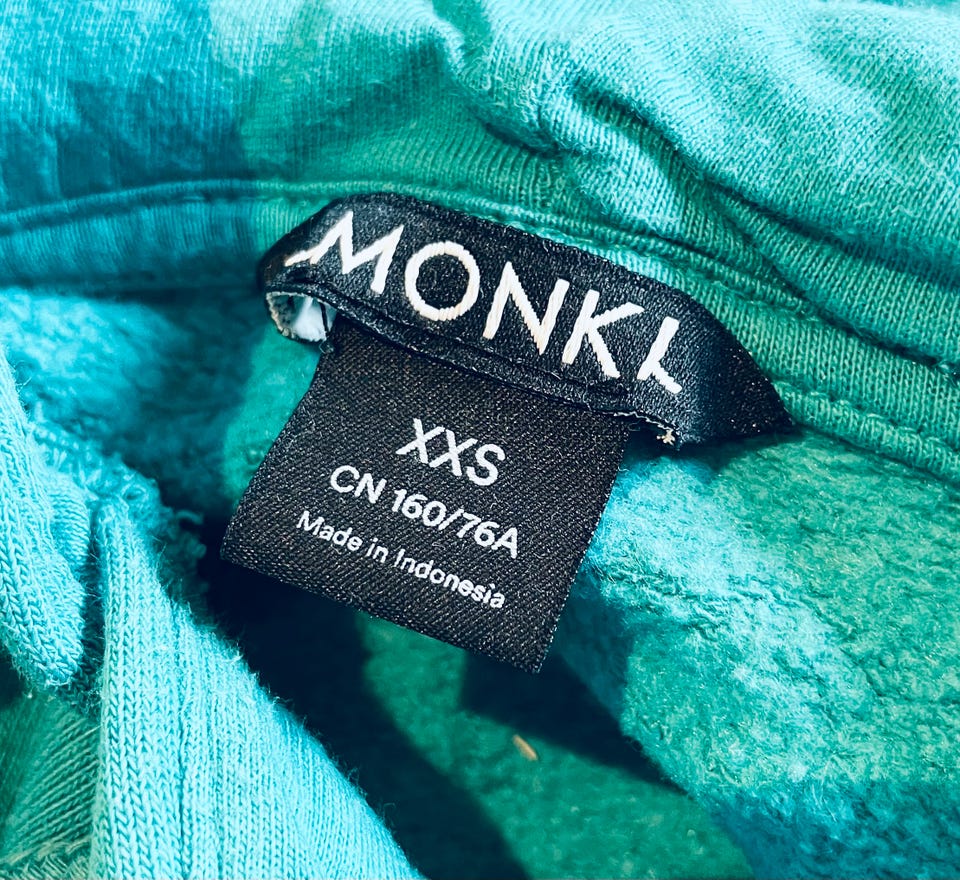 MONKI
XXS
CN 160/76A
Made in Indonesia